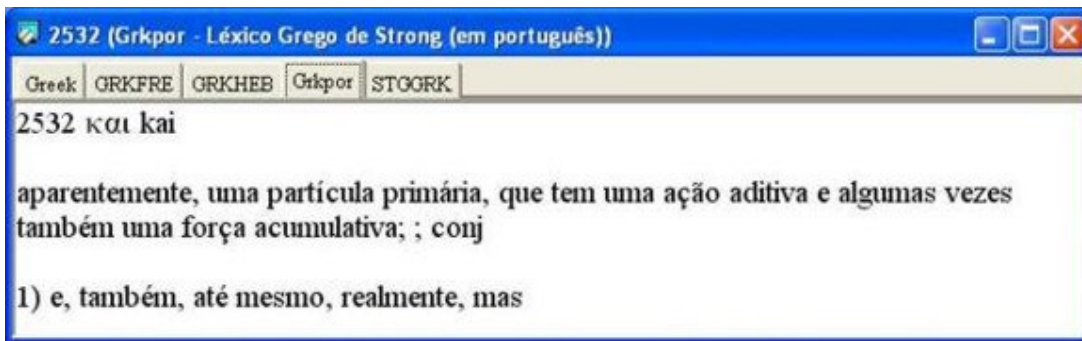 2532 (Grkpor - Léxico Grego de Strong (em português))
Greek GRKFRE GRKHEB Grkpor STGGRK
2532 και kai
aparentemente, uma partícula primária, que tem uma ação aditiva e algumas vezes
também uma força acumulativa; ; conj
1) e, também, até mesmo, realmente, mas